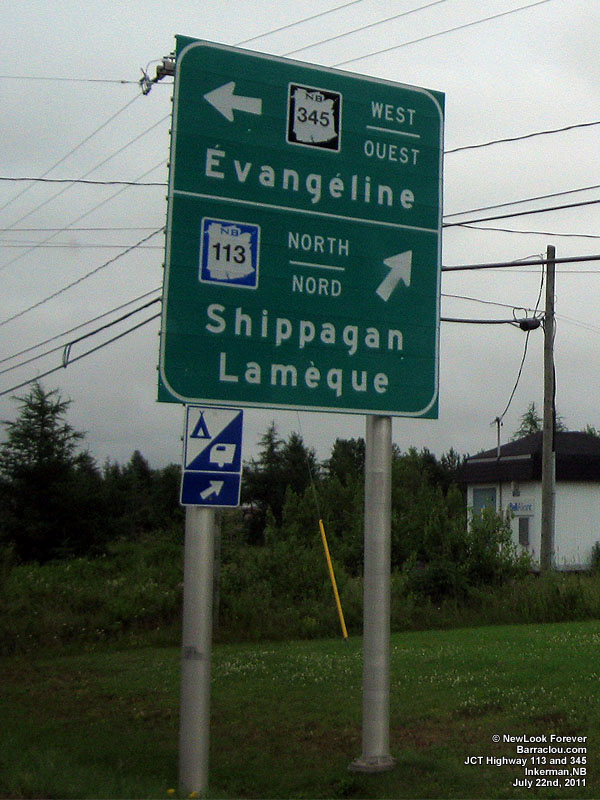 NB
345
WEST
OUEST
Évangéline
NB
113
NORTH
NORD
Shippagan
Lamèque
Aliant
© NewLook Forever
Barraclou.com
JCT Highway 113 and 345
Inkerman,NB
July 22nd, 2011